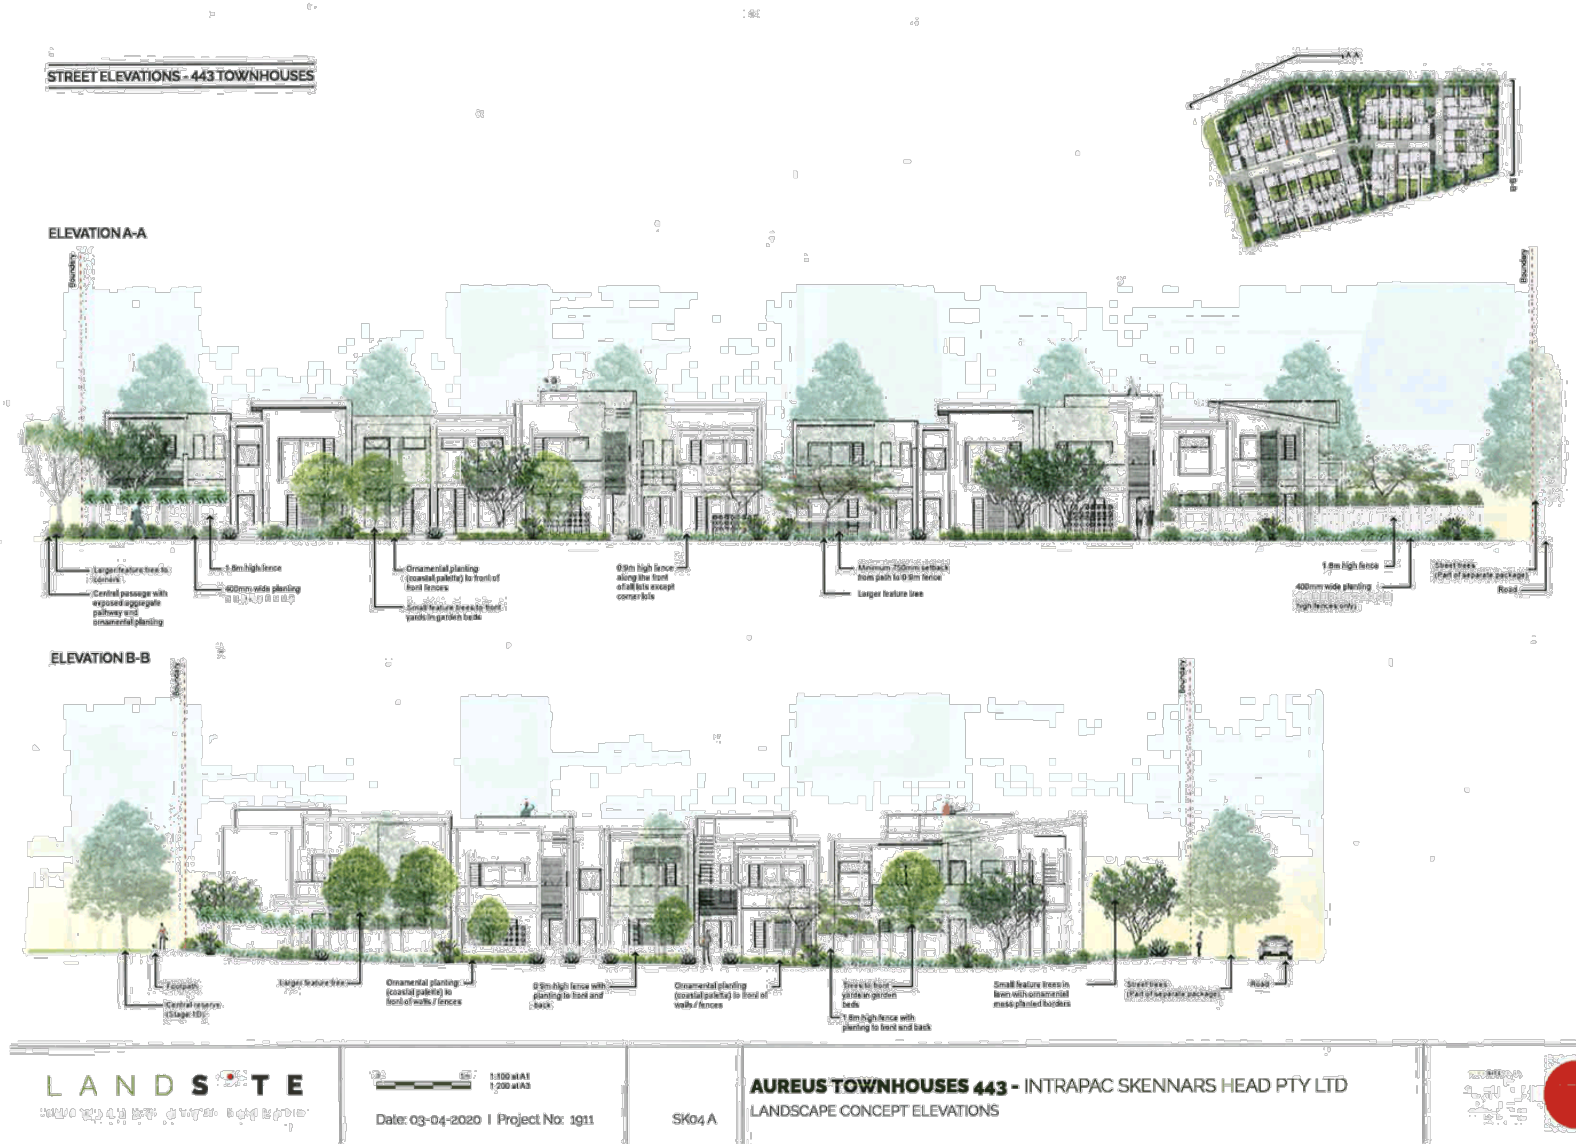 STREET ELEVATIONS - 443 TOWNHOUSES
A-A
B-B
ELEVATION A-A
Boundary
Boundary
Larger feature tree to
corners
Central passage with
exposed aggregate
pathway and
ornamental planting
1.8m high fence
400mm wide planting
Ornamental planting
(coastal palette) to front of
front fences
Small feature trees to front
yards in garden beds
0.9m high fence
along the front
of all lots except
corner lots
Minimum 750mm setback
from path to 0.9m fence
Larger feature tree
1.8m high fence
400mm wide planting
high fences only)
Street trees
(Part of separate package)
Road
ELEVATION B-B
Boundary
Boundary
Footpath
Central reserve
(Stage 1D)
Larger feature tree
Ornamental planting
(coastal palette) to
front of walls / fences
0.9m high fence with
planting to front and
back
Ornamental planting
(coastal palette) to front of
walls / fences
Trees to front
yards in garden
beds
1.8m high fence with
planting to front and back
Small feature trees in
lawn with ornamental
mass planted borders
Street trees
(Part of separate package)
Road
LANDSITE
1:100 at A1
1:200 at A3
Date: 03-04-2020 | Project No: 1911
SK04 A
AUREUS TOWNHOUSES 443 - INTRAPAC SKENNARS HEAD PTY LTD
LANDSCAPE CONCEPT ELEVATIONS